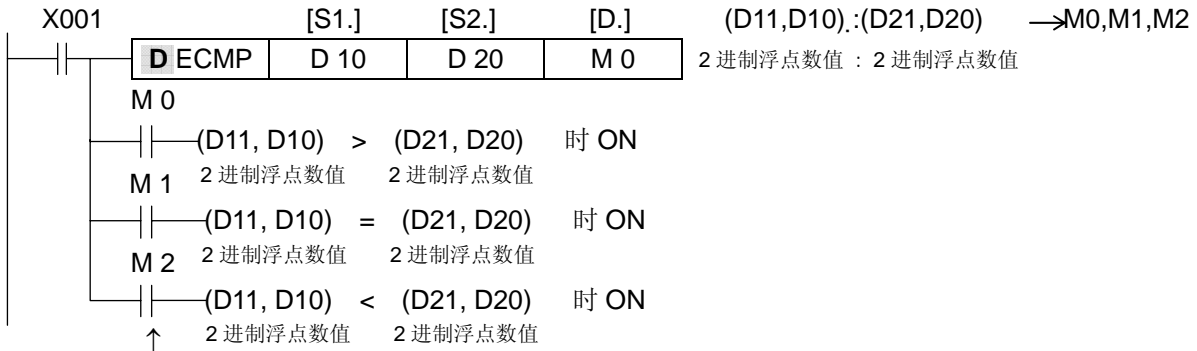 X001 [S1.] [S2.] [D.] (D11,D10) : (D21,D20) →M0,M1,M2
D ECMP D 10 D 20 M 0 2 进制浮点数值 : 2 进制浮点数值
M 0
(D11, D10) > (D21, D20) 时 ON
2 进制浮点数值 2 进制浮点数值
M 1
(D11, D10) = (D21, D20) 时 ON
2 进制浮点数值 2 进制浮点数值
M 2
(D11, D10) < (D21, D20) 时 ON
2 进制浮点数值 2 进制浮点数值